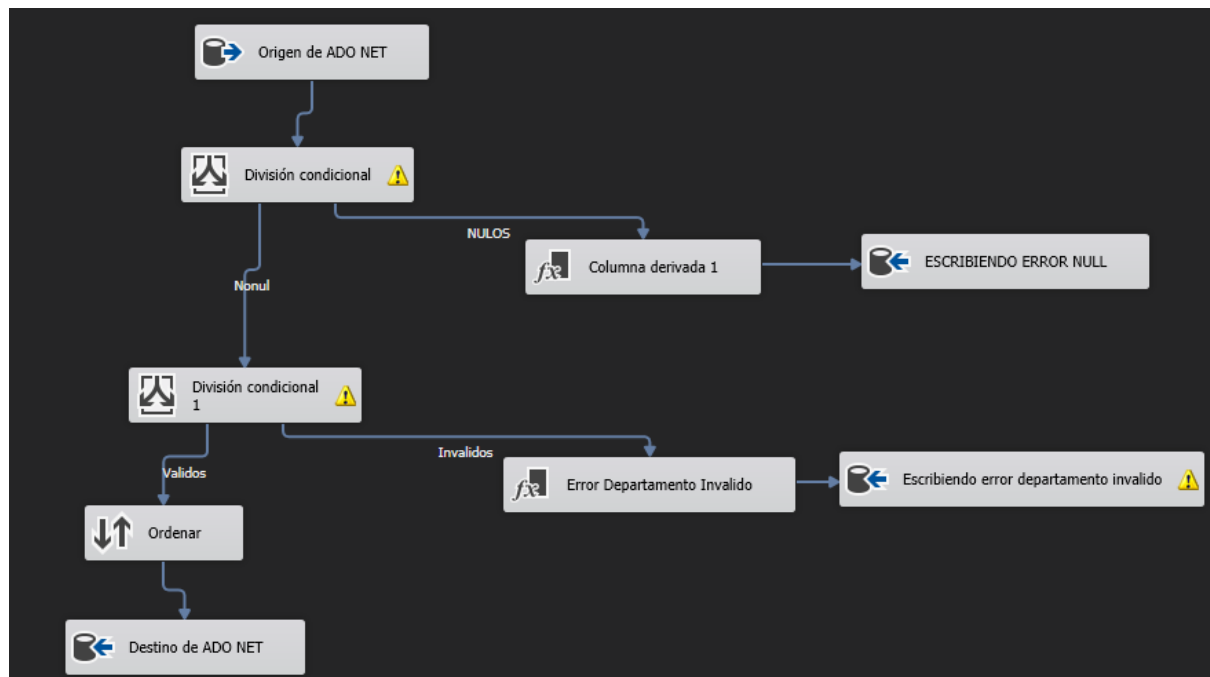 Origen de ADO NET
División condicional
NULOS
Columna derivada 1
ESCRIBIENDO ERROR NULL
Nonul
División condicional
1
Invalidos
Validos
Error Departamento Invalido
Escribiendo error departamento invalido
Ordenar
Destino de ADO NET